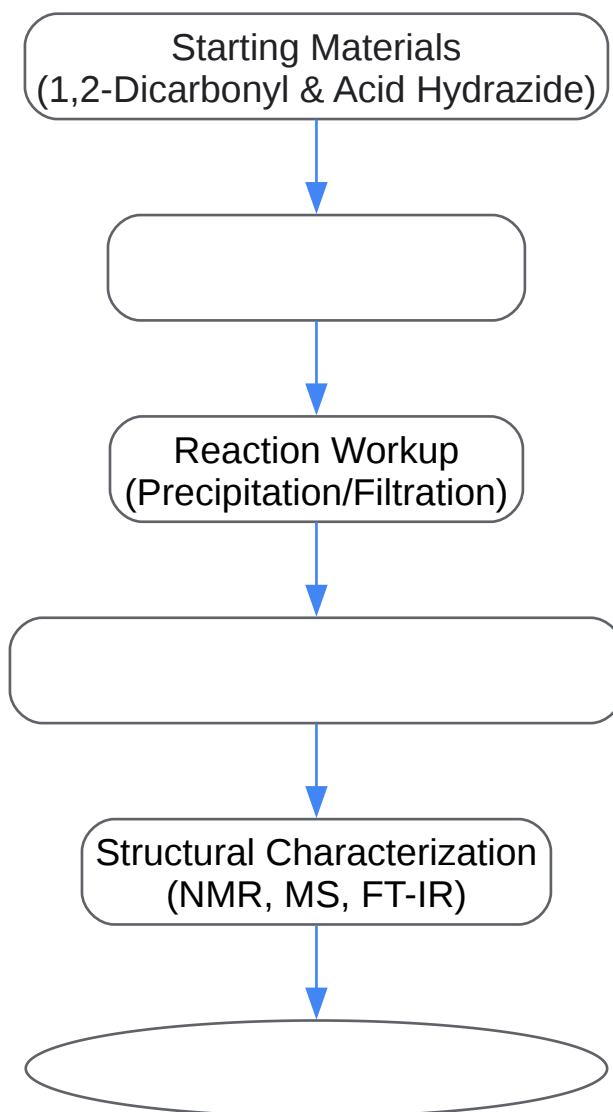 Starting Materials
(1,2-Dicarbonyl & Acid Hydrazide)
Reaction Workup
(Precipitation/Filtration)
Structural Characterization
(NMR, MS, FT-IR)